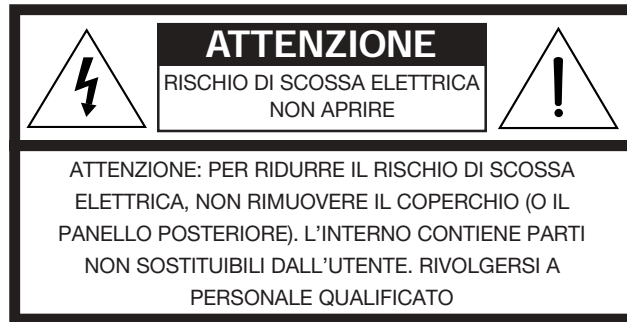 ATTENZIONE
RISCHIO DI SCOSSA ELETTRICA
NON APRIRE
ATTENZIONE: PER RIDURRE IL RISCHIO DI SCOSSA
ELETTRICA, NON RIMUOVERE IL COPERCHIO (O IL
PANELLO POSTERIORE). L'INTERNO CONTIENE PARTI
NON SOSTITUIBILI DALL'UTENTE. RIVOLGERSI A
PERSONALE QUALIFICATO